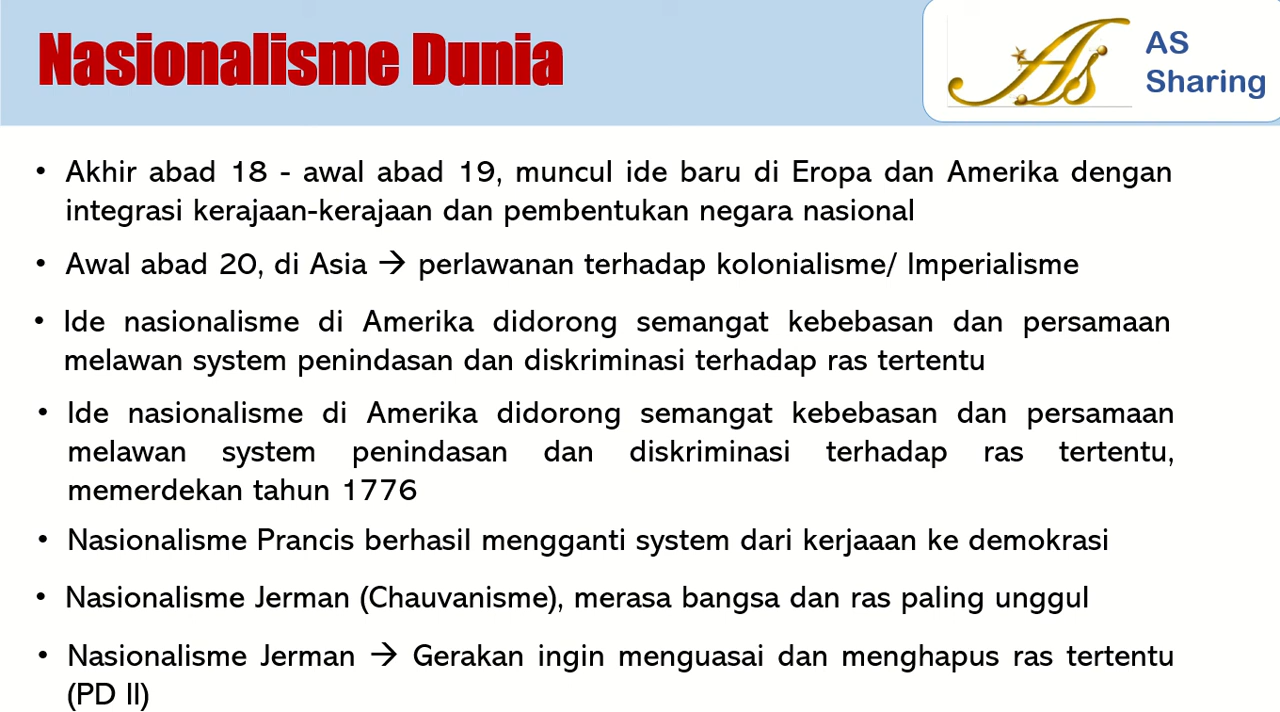 Nasionalisme Dunia
As
AS
Sharing
• Akhir abad 18 - awal abad 19, muncul ide baru di Eropa dan Amerika dengan
integrasi kerajaan-kerajaan dan pembentukan negara nasional
• Awal abad 20, di Asia → perlawanan terhadap kolonialisme/ Imperialisme
• Ide nasionalisme di Amerika didorong semangat kebebasan dan persamaan
melawan system penindasan dan diskriminasi terhadap ras tertentu
• Ide nasionalisme di Amerika didorong semangat kebebasan dan persamaan
melawan system penindasan dan diskriminasi terhadap ras tertentu,
memerdekan tahun 1776
• Nasionalisme Prancis berhasil mengganti system dari kerjaaan ke demokrasi
• Nasionalisme Jerman (Chauvanisme), merasa bangsa dan ras paling unggul
• Nasionalisme Jerman → Gerakan ingin menguasai dan menghapus ras tertentu
(PD II)